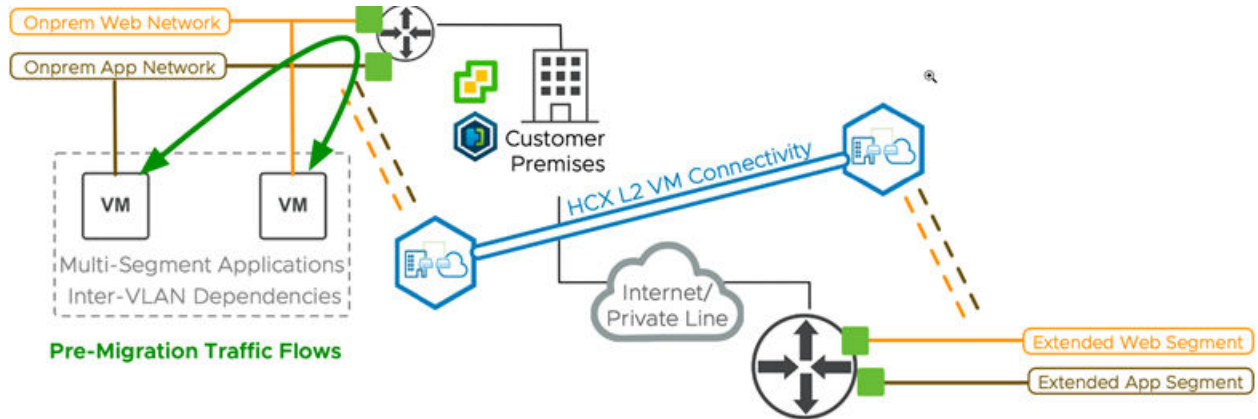 Onprem Web Network
Onprem App Network
VM
VM
Multi-Segment Applications
Inter-VLAN Dependencies
Pre-Migration Traffic Flows
Customer
Premises
HCX L2 VM Connectivity
Internet/
Private Line
Extended Web Segment
Extended App Segment